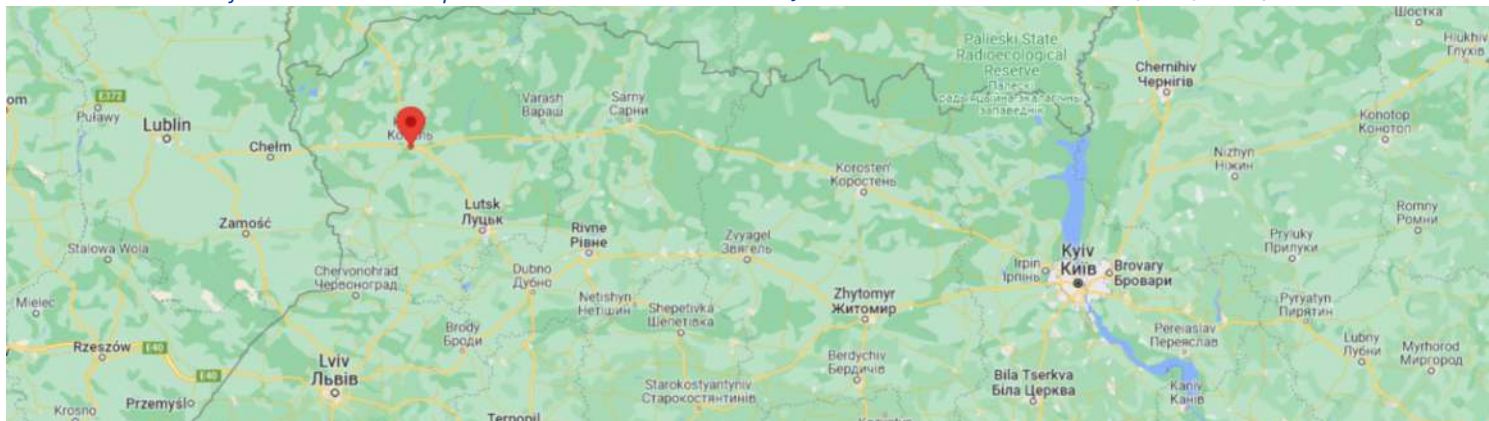 Шостка
Hlukhiv
Глухів
Palieski State
Radioecological
Reserve
Палескі
запаведнік
Chernihiv
Чернігів
om
E372
Puławy
Lublin
Varash
Вараш
Sarny
Сарни
Konotop
Конотоп
Chełm
Nizhyn
Ніжин
Korosten'
Коростень
Zamość
Lutsk
Луцьк
Rivne
Рівне
Zvyagel
Звягель
Romny
Ромни
Pryluky
Прилуки
Stalowa Wola
Chervonohrad
Червоноград
Dubno
Дубно
Kyiv
Київ
Irpin
Ірпінь
Brovary
Бровари
Mielec
Netishyn
Нетішин
Shepetivka
Шепетівка
Zhytomyr
Житомир
Pyryatyn
Пирятин
Brody
Броди
Pereiaslav
Переяслав
Rzeszów
E40
E40
Lviv
Львів
Berdychiv
Бердичів
Lubny
Лубни
Myrhorod
Миргород
Bila Tserkva
Біла Церква
Starokostyantyniv
Старокостянтинів
Kaniv
Канів
Krosno
Przemyśl
Ternopil